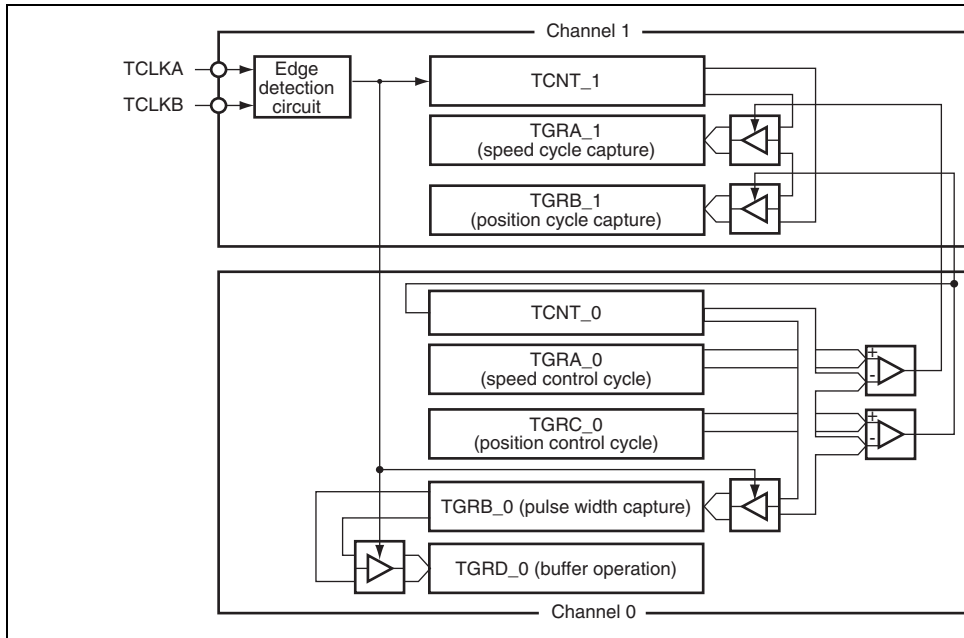 Channel 1
TCLKA
TCLKB
Edge
detection
circuit
TCNT_1
TGRA_1
(speed cycle capture)
TGRB_1
(position cycle capture)
TCNT_0
TGRA_0
(speed control cycle)
TGRC_0
(position control cycle)
+
-
+
-
TGRB_0 (pulse width capture)
TGRD_0 (buffer operation)
Channel 0